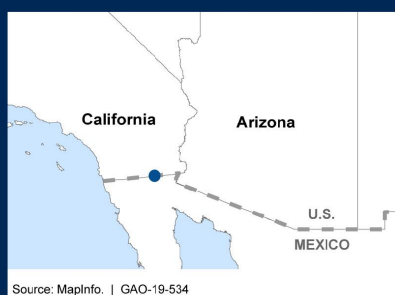 California
Arizona
U.S.
MEXICO
Source: MapInfo. | GAO-19-534